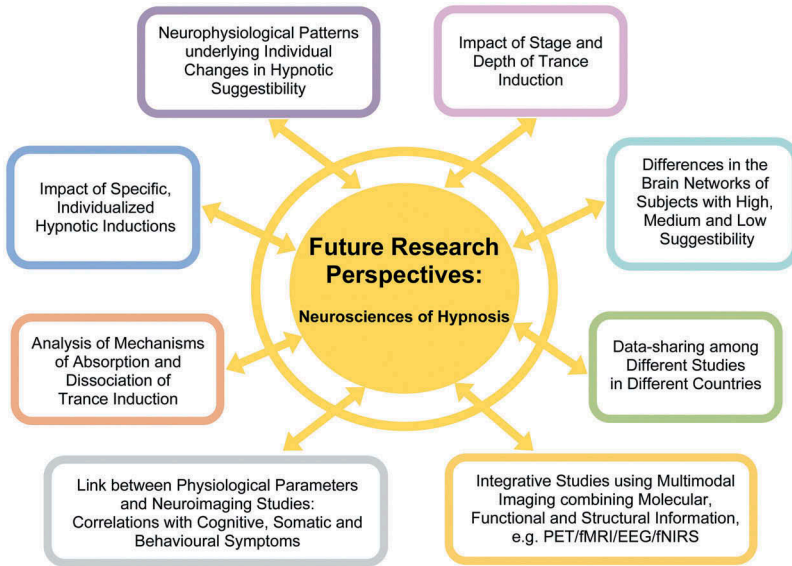 Neurophysiological Patterns
underlying Individual
Changes in Hypnotic
Suggestibility
Impact of Stage and
Depth of Trance
Induction
Impact of Specific,
Individualized
Hypnotic Inductions
Differences in the
Brain Networks of
Subjects with High,
Medium and Low
Suggestibility
Future Research
Perspectives:
Neurosciences of Hypnosis
Analysis of Mechanisms
of Absorption and
Dissociation of
Trance Induction
Data-sharing among
Different Studies
in Different Countries
Link between Physiological Parameters
and Neuroimaging Studies:
Correlations with Cognitive, Somatic and
Behavioural Symptoms
Integrative Studies using Multimodal
Imaging combining Molecular,
Functional and Structural Information,
e.g. PET/fMRI/EEG/fNIRS